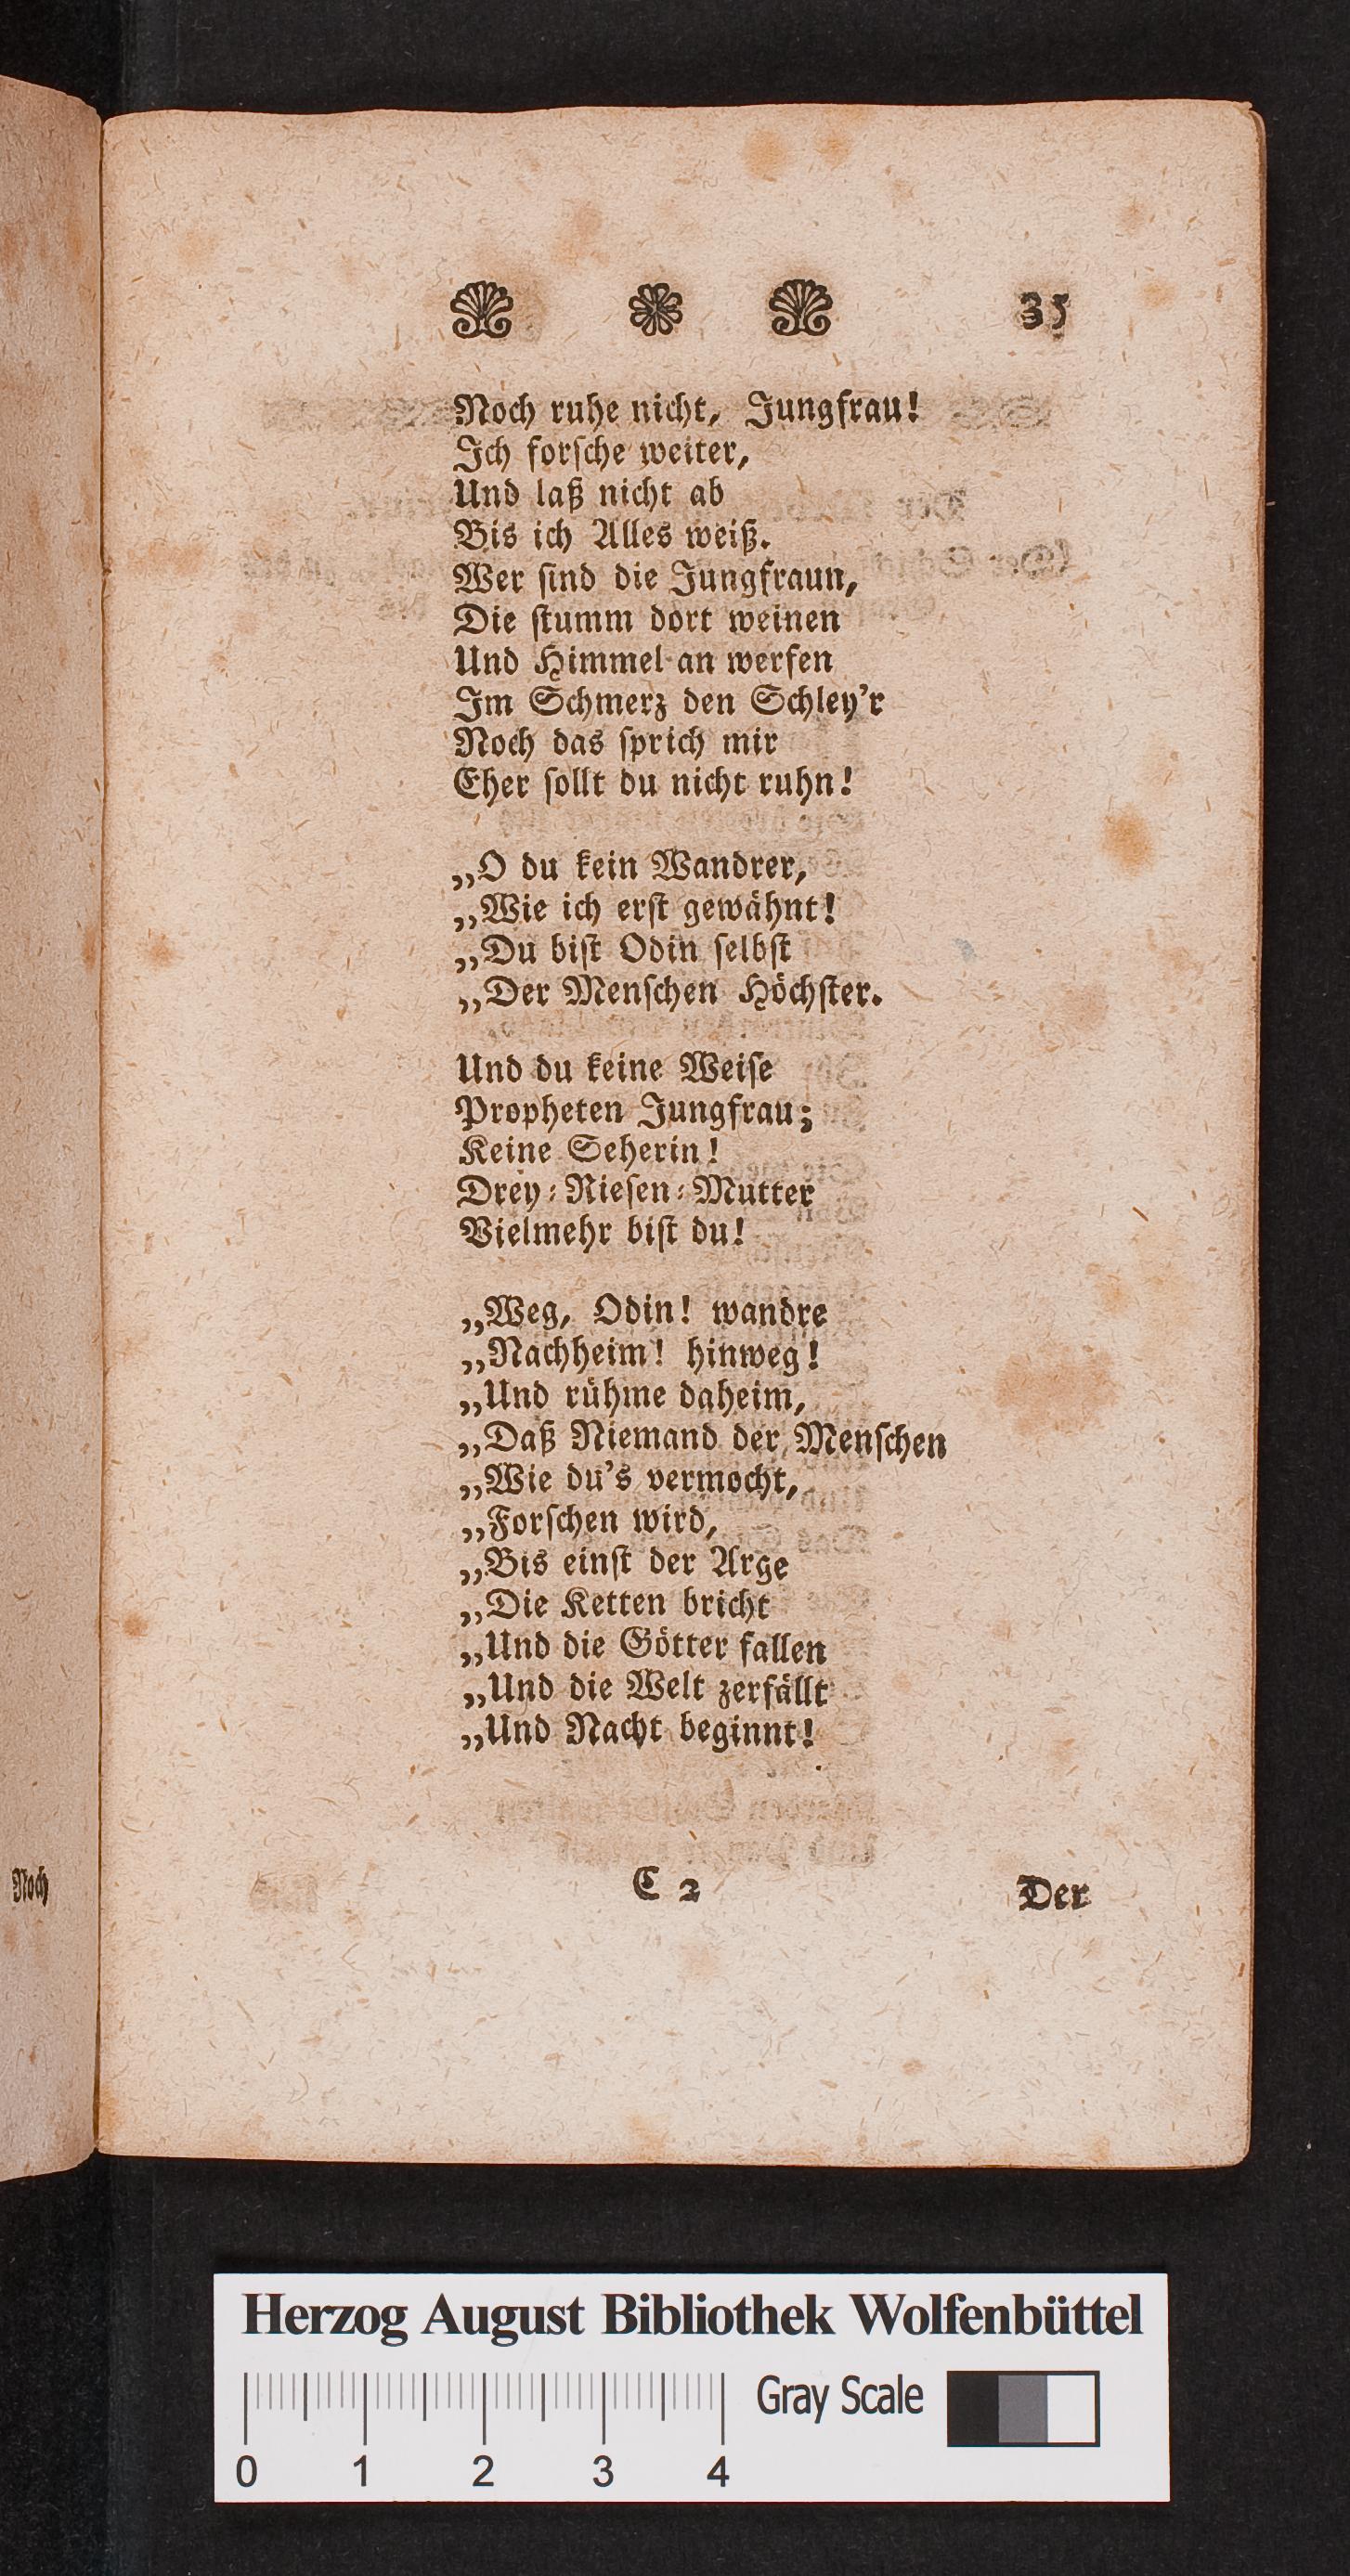 35
Noch ruhe nicht, Jungfrau!
Ich forſche weiter,
Und laß nicht ab
Bis ich Alles weiß.
Wer ſind die Jungfraun,
Die ſtumm dort weinen
Und Himmel an werfen
Im Schmerz den Schley'r
Noch das ſprich mir
Eher ſollt du nicht ruhn!
„O du kein Wandrer,
„Wie ich erſt gewähnt!
„Du biſt Odin ſelbſt
„Der Menſchen Höchſter.
Und du keine Weiſe
Propheten Jungfrau;
Keine Seherin!
Drey-Rieſen-Mutter
Vielmehr biſt du!
„Weg, Odin! wandre
„Nachheim! hinweg!
„Und rühme daheim,
„Daß Niemand der Menſchen
„Wie du's vermocht,
„Forſchen wird,
„Bis einſt der Arge
„Die Ketten bricht
„Und die Götter fallen
„Und die Welt zerfällt
„Und Nacht beginnt!
Noch
C 2
Der
Herzog August Bibliothek Wolfenbüttel
Gray Scale
0 1 2 3 4